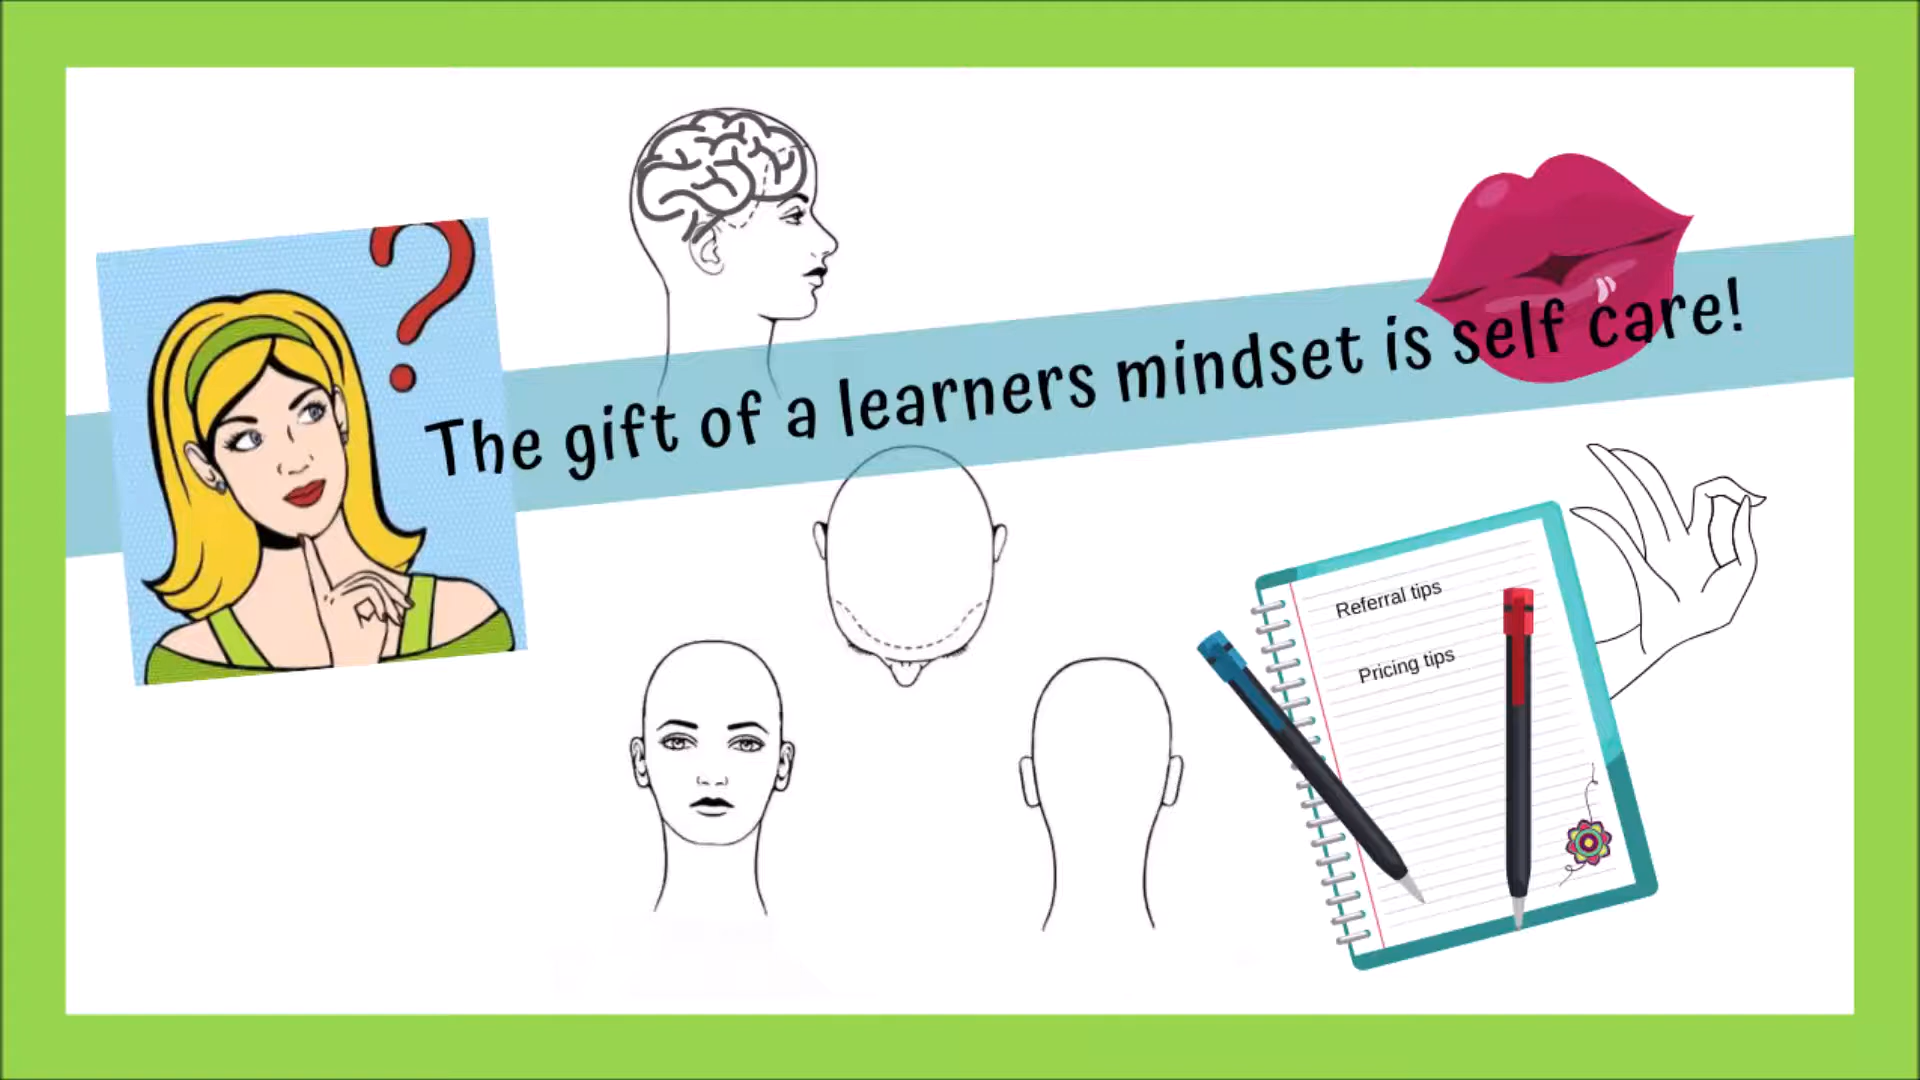 The gift of a learners mindset is self care!
Referral tips
Pricing tips